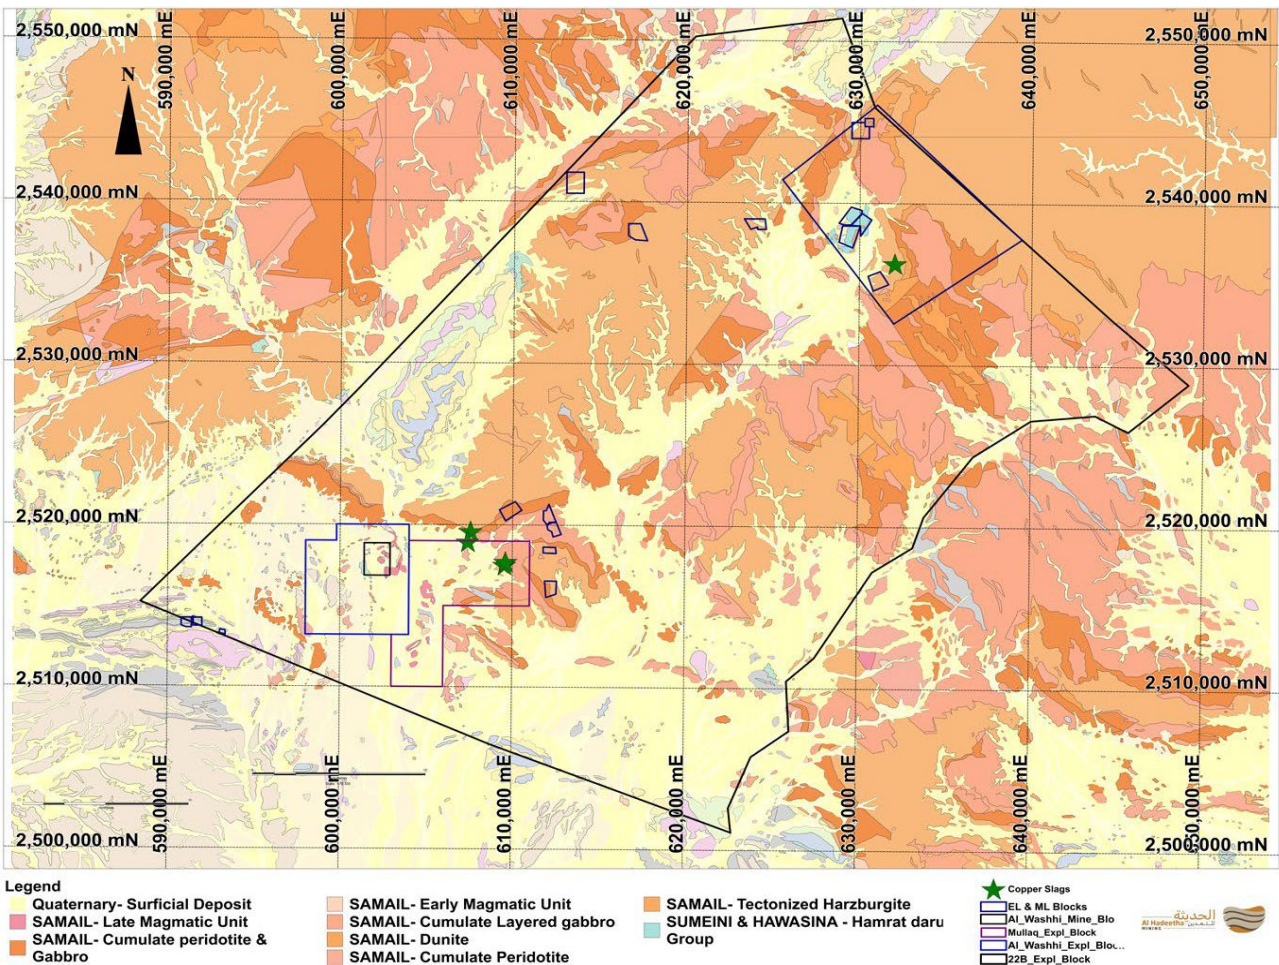 590,000 mE
600,000 mE
610,000 mE
620,000 mE
630,000 mE
640,000 mE
650,000 mE
2,550,000 mN
2,550,000 mN
N
2,540,000 mN
2,540,000 mN
2,530,000 mN
2,530,000 mN
2,520,000 mN
2,520,000 mN
2,510,000 mN
2,510,000 mN
2,500,000 mN
2,500,000 mN
590,000 mE
600,000 mE
610,000 mE
620,000 mE
630,000 mE
640,000 mE
650,000 mE
Legend
Quaternary- Surficial Deposit
SAMAIL- Late Magmatic Unit
SAMAIL- Cumulate peridotite &
Gabbro
SAMAIL- Early Magmatic Unit
SAMAIL- Cumulate Layered gabbro
SAMAIL- Dunite
SAMAIL- Cumulate Peridotite
SAMAIL- Tectonized Harzburgite
SUMEINI & HAWASINA - Hamrat daru
Group
Copper Slags
EL & ML Blocks
Al_Washhi_Mine_Blo
Mullaq_Expl_Block
Al_Washhi_Expl_Bloc...
22B_Expl_Block
الحديثة
للتعدين
Al Hadeetha
MINING